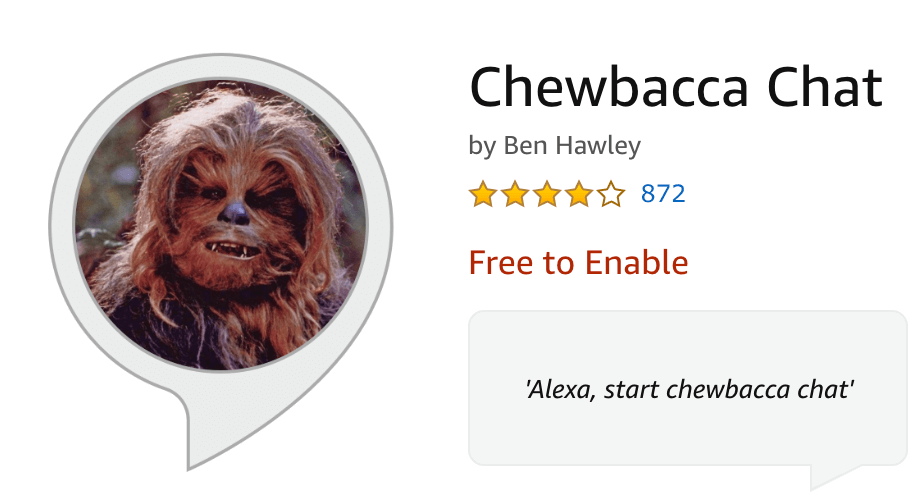 Chewbacca Chat
by Ben Hawley
872
Free to Enable
'Alexa, start chewbacca chat'